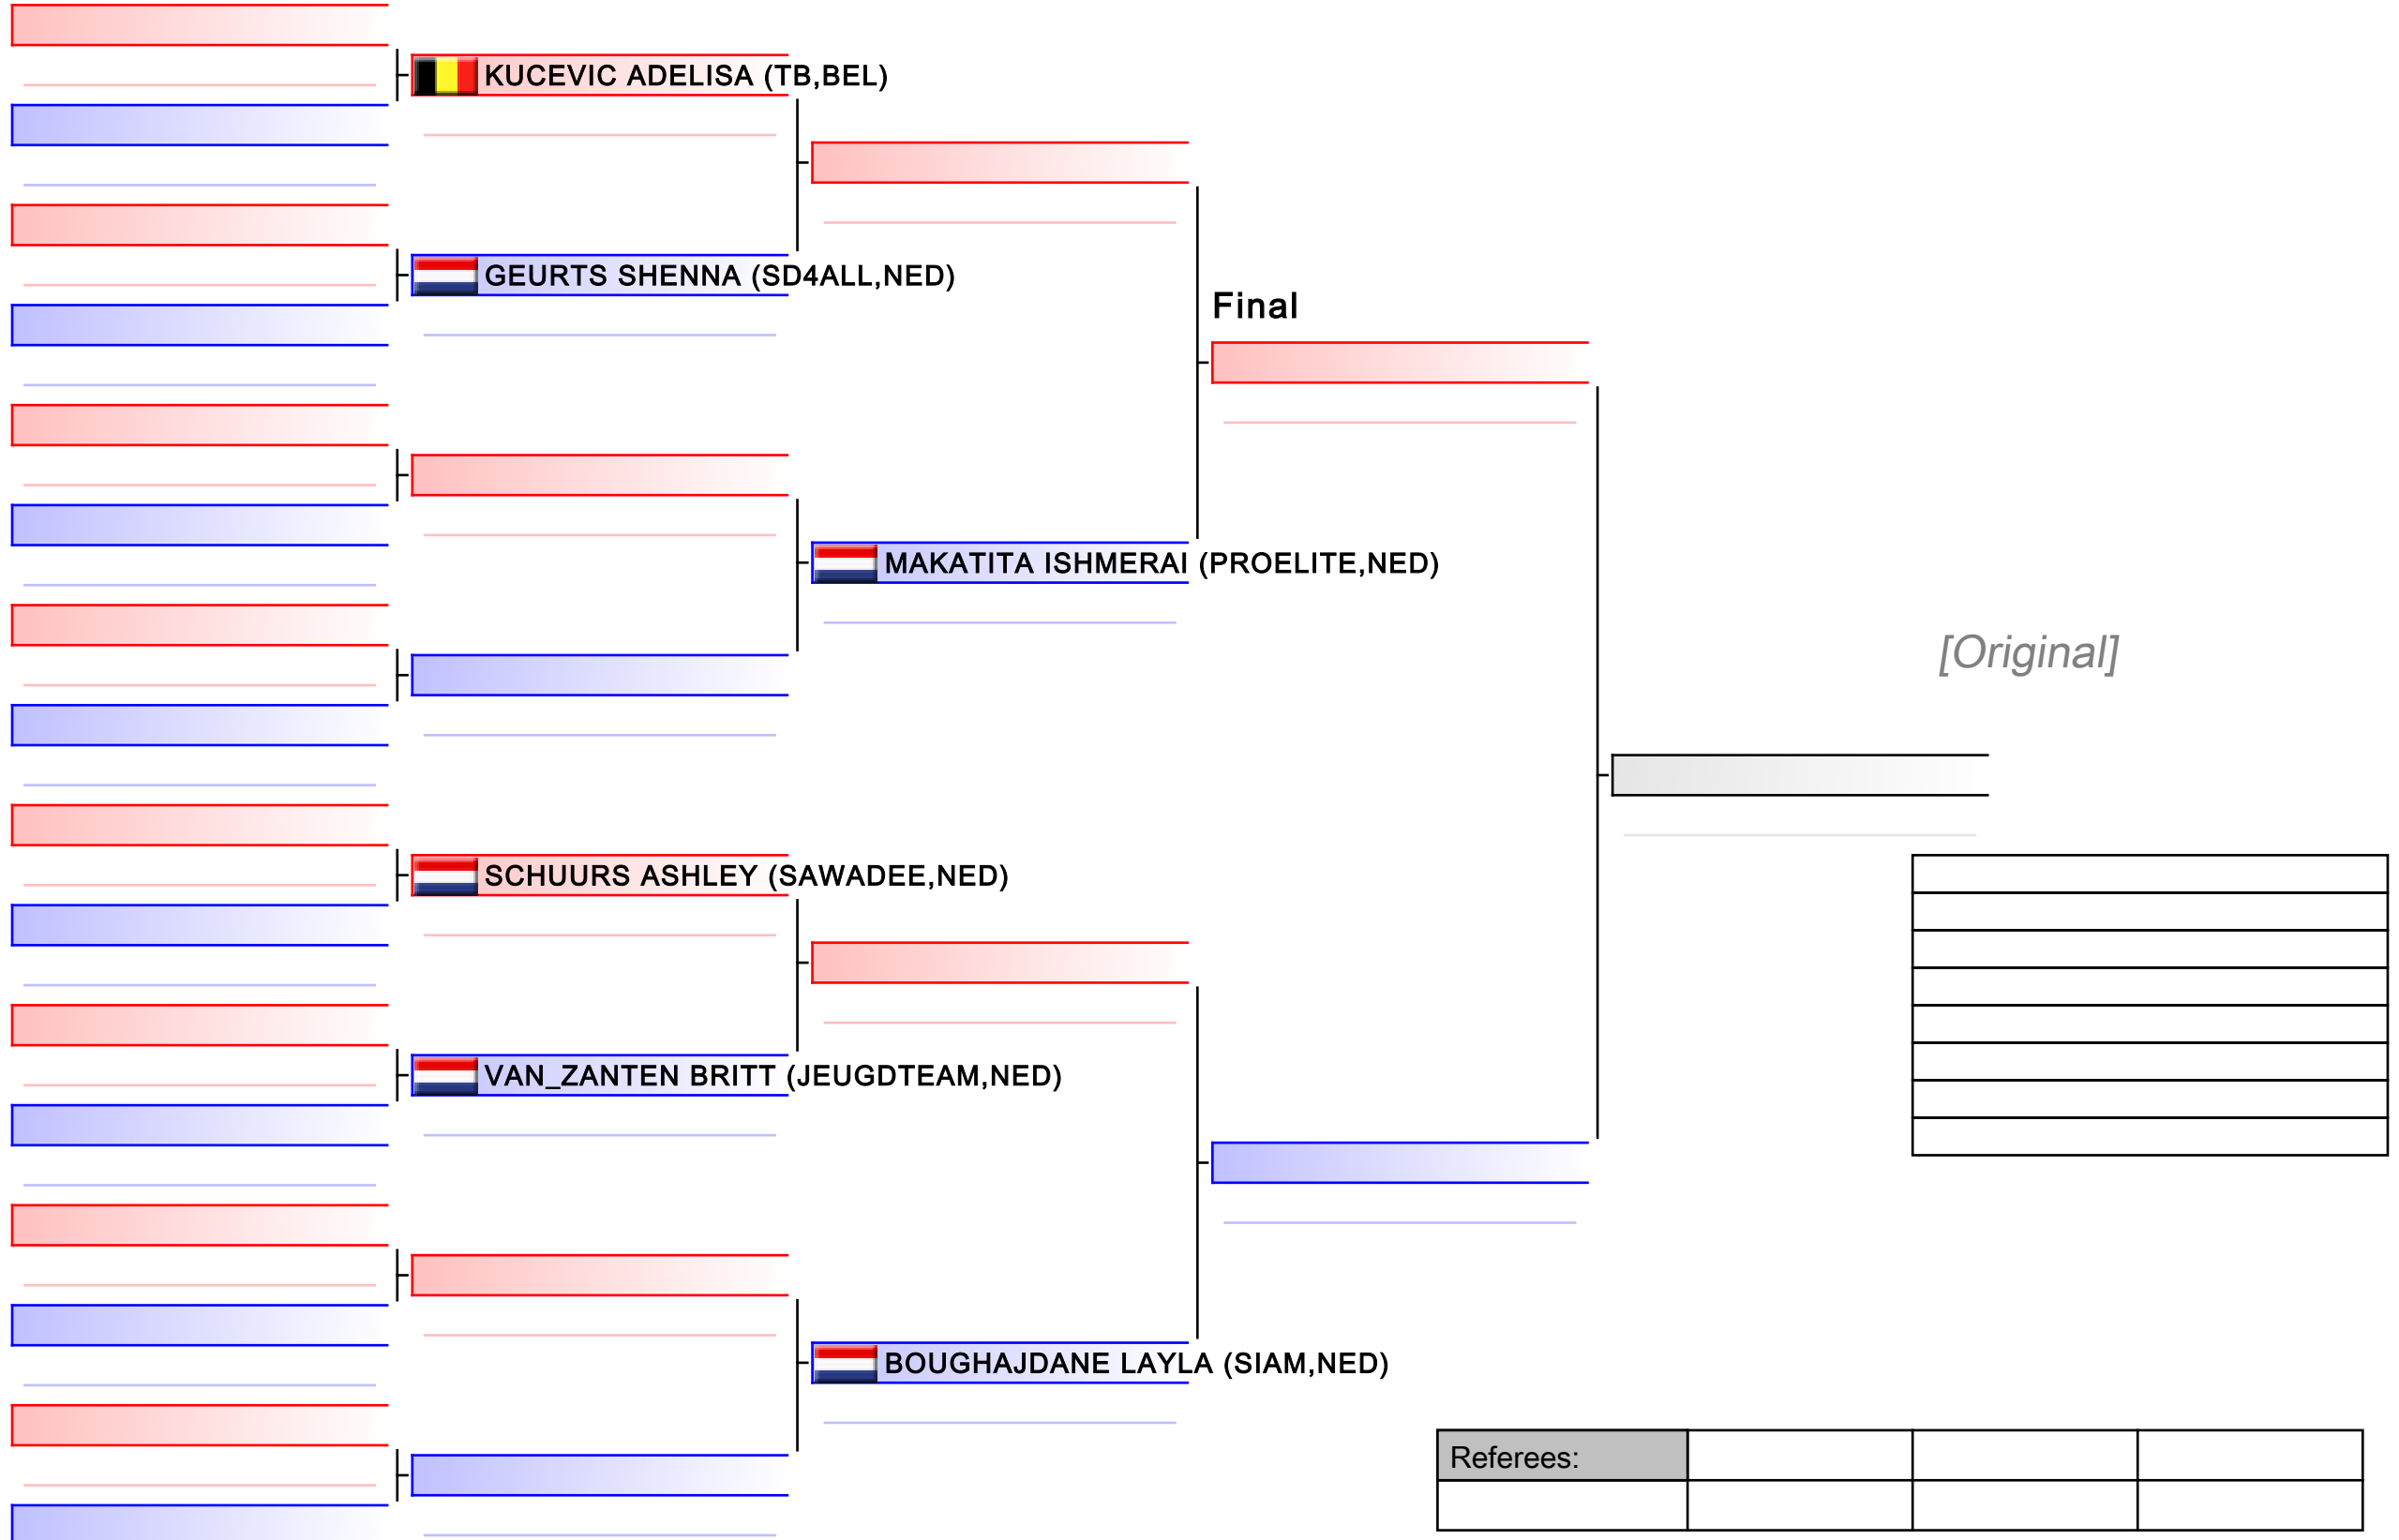 KUCEVIC ADELISA (TB,BEL)
GEURTS SHENNA (SD4ALL,NED)
Final
MAKATITA ISHMERAI (PROELITE,NED)
[Original]
SCHUURS ASHLEY (SAWADEE,NED)
VAN_ZANTEN BRITT (JEUGDTEAM,NED)
BOUGHAJDANE LAYLA (SIAM,NED)
Referees: